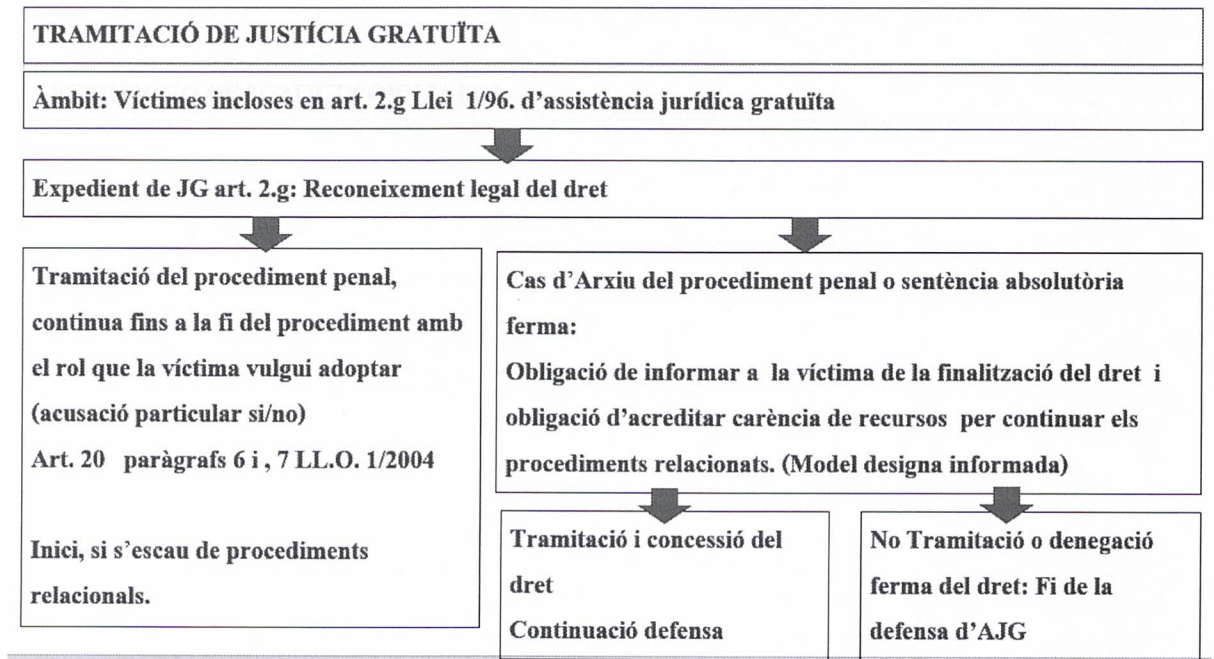 TRAMITACIÓ DE JUSTÍCIA GRATUÏTA
Àmbit: Víctimes incloses en art. 2.g Llei 1/96. d'assistència jurídica gratuïta
Expedient de JG art. 2.g: Reconeixement legal del dret
Tramitació del procediment penal,
continua fins a la fi del procediment amb
el rol que la víctima vulgui adoptar
(acusació particular si/no)
Art. 20 paràgrafs 6 i , 7 LL.O. 1/2004
Inici, si s'escau de procediments
relacionals.
Cas d'Arxiu del procediment penal o sentència absolutòria
ferma:
Obligació de informar a la víctima de la finalització del dret i
obligació d'acreditar carència de recursos per continuar els
procediments relacionats. (Model designa informada)
Tramitació i concessió del
dret
Continuació defensa
No Tramitació o denegació
ferma del dret: Fi de la
defensa d'AJG